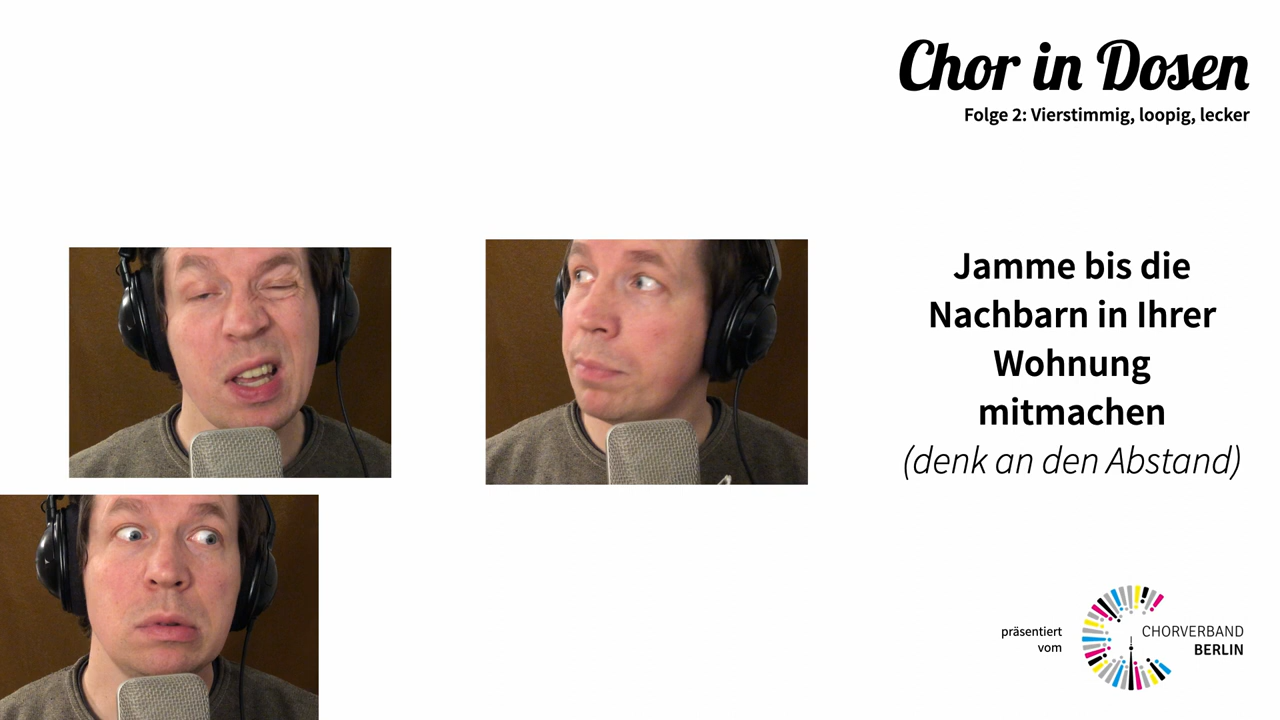 Chor in Dosen
Folge 2: Vierstimmig, loopig, lecker
Jamme bis die
Nachbarn in Ihrer
Wohnung
mitmachen
(denk an den Abstand)
präsentiert
vom
CHORVERBAND
BERLIN